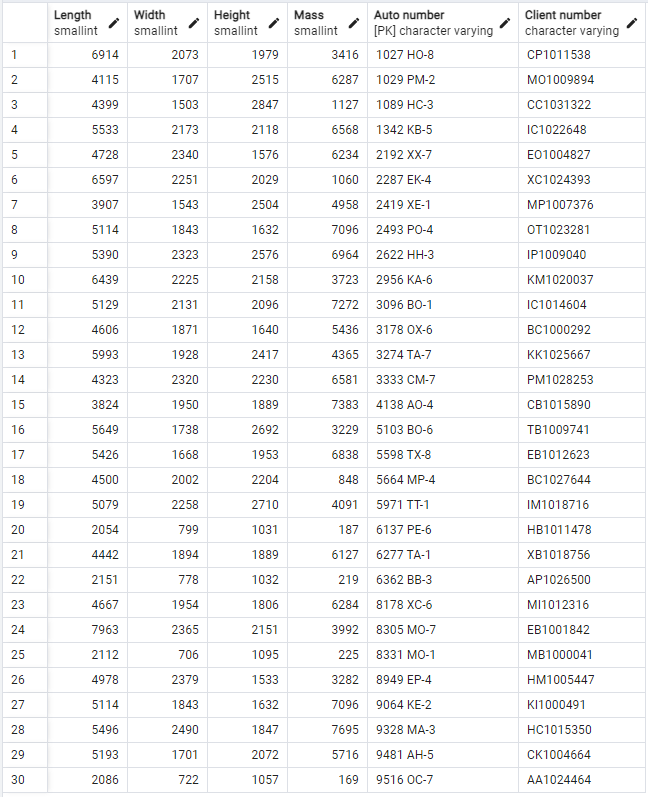 Length Width Height Mass Auto number Client number
smallint smallint smallint smallint [PK] character varying character varying
1 6914 2073 1979 3416 1027 HO-8 CP1011538
2 4115 1707 2515 6287 1029 PM-2 MO1009894
3 4399 1503 2847 1127 1089 HC-3 CC1031322
4 5533 2173 2118 6568 1342 KB-5 IC1022648
5 4728 2340 1576 6234 2192 XX-7 EO1004827
6 6597 2251 2029 1060 2287 EK-4 XC1024393
7 3907 1543 2504 4958 2419 XE-1 MP1007376
8 5114 1843 1632 7096 2493 PO-4 OT1023281
9 5390 2323 2576 6964 2622 HH-3 IP1009040
10 6439 2225 2158 3723 2956 KA-6 KM1020037
11 5129 2131 2096 7272 3096 BO-1 IC1014604
12 4606 1871 1640 5436 3178 OX-6 BC1000292
13 5993 1928 2417 4365 3274 TA-7 KK1025667
14 4323 2320 2230 6581 3333 CM-7 PM1028253
15 3824 1950 1889 7383 4138 AO-4 CB1015890
16 5649 1738 2692 3229 5103 BO-6 TB1009741
17 5426 1668 1953 6838 5598 TX-8 EB1012623
18 4500 2002 2204 848 5664 MP-4 BC1027644
19 5079 2258 2710 4091 5971 TT-1 IM1018716
20 2054 799 1031 187 6137 PE-6 HB1011478
21 4442 1894 1889 6127 6277 TA-1 XB1018756
22 2151 778 1032 219 6362 BB-3 AP1026500
23 4667 1954 1806 6284 8178 XC-6 MI1012316
24 7963 2365 2151 3992 8305 MO-7 EB1001842
25 2112 706 1095 225 8331 MO-1 MB1000041
26 4978 2379 1533 3282 8949 EP-4 HM1005447
27 5114 1843 1632 7096 9064 KE-2 KI1000491
28 5496 2490 1847 7695 9328 MA-3 HC1015350
29 5193 1701 2072 5716 9481 AH-5 CK1004664
30 2086 722 1057 169 9516 OC-7 AA1024464